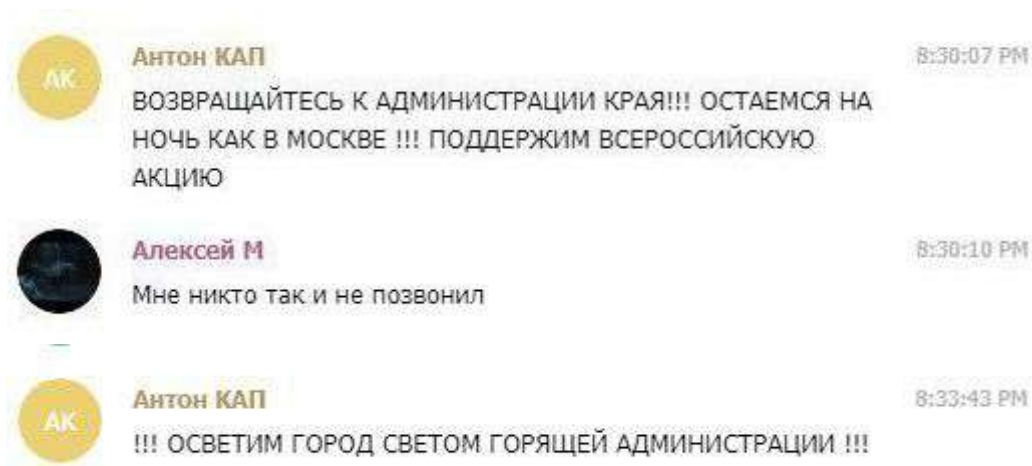 Антон КАП 8:30:07 PM
АК
ВОЗВРАЩАЙТЕСЬ К АДМИНИСТРАЦИИ КРАЯ!!! ОСТАЕМСЯ НА
НОЧЬ КАК В МОСКВЕ !!! ПОДДЕРЖИМ ВСЕРОССИЙСКУЮ
АКЦИЮ
Алексей М 8:30:10 PM
Мне никто так и не позвонил
Антон КАП 8:33:43 PM
АК
!!! ОСВЕТИМ ГОРОД СВЕТОМ ГОРЯЩЕЙ АДМИНИСТРАЦИИ !!!